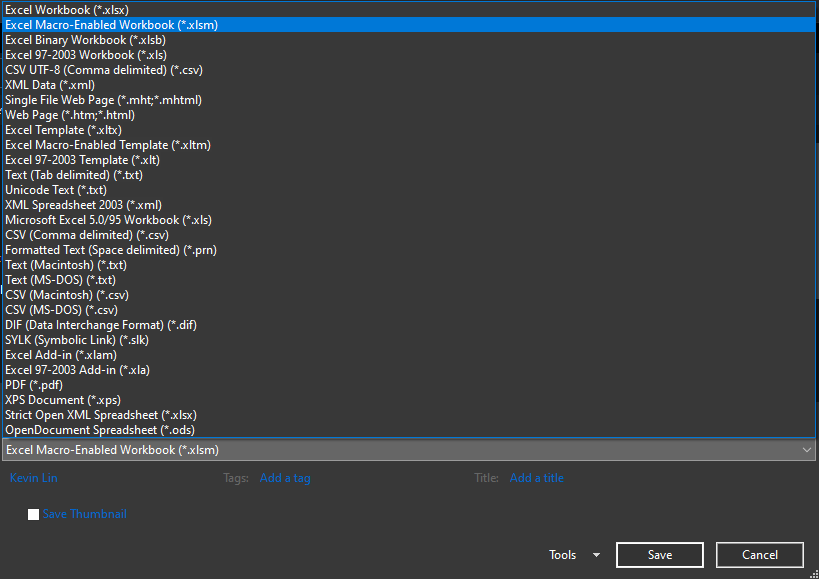 Excel Workbook (*.xlsx)
Excel Macro-Enabled Workbook (*.xlsm)
Excel Binary Workbook (*.xlsb)
Excel 97-2003 Workbook (*.xls)
CSV UTF-8 (Comma delimited) (*.csv)
XML Data (*.xml)
Single File Web Page (*.mht;*.mhtml)
Web Page (*.htm;*.html)
Excel Template (*.xltx)
Excel Macro-Enabled Template (*.xltm)
Excel 97-2003 Template (*.xlt)
Text (Tab delimited) (*.txt)
Unicode Text (*.txt)
XML Spreadsheet 2003 (*.xml)
Microsoft Excel 5.0/95 Workbook (*.xls)
CSV (Comma delimited) (*.csv)
Formatted Text (Space delimited) (*.prn)
Text (Macintosh) (*.txt)
Text (MS-DOS) (*.txt)
CSV (Macintosh) (*.csv)
CSV (MS-DOS) (*.csv)
DIF (Data Interchange Format) (*.dif)
SYLK (Symbolic Link) (*.slk)
Excel Add-in (*.xlam)
Excel 97-2003 Add-in (*.xla)
PDF (*.pdf)
XPS Document (*.xps)
Strict Open XML Spreadsheet (*.xlsx)
OpenDocument Spreadsheet (*.ods)
Excel Macro-Enabled Workbook (*.xlsm)
Kevin Lin Tags: Add a tag Title: Add a title
Save Thumbnail
Tools Save Cancel